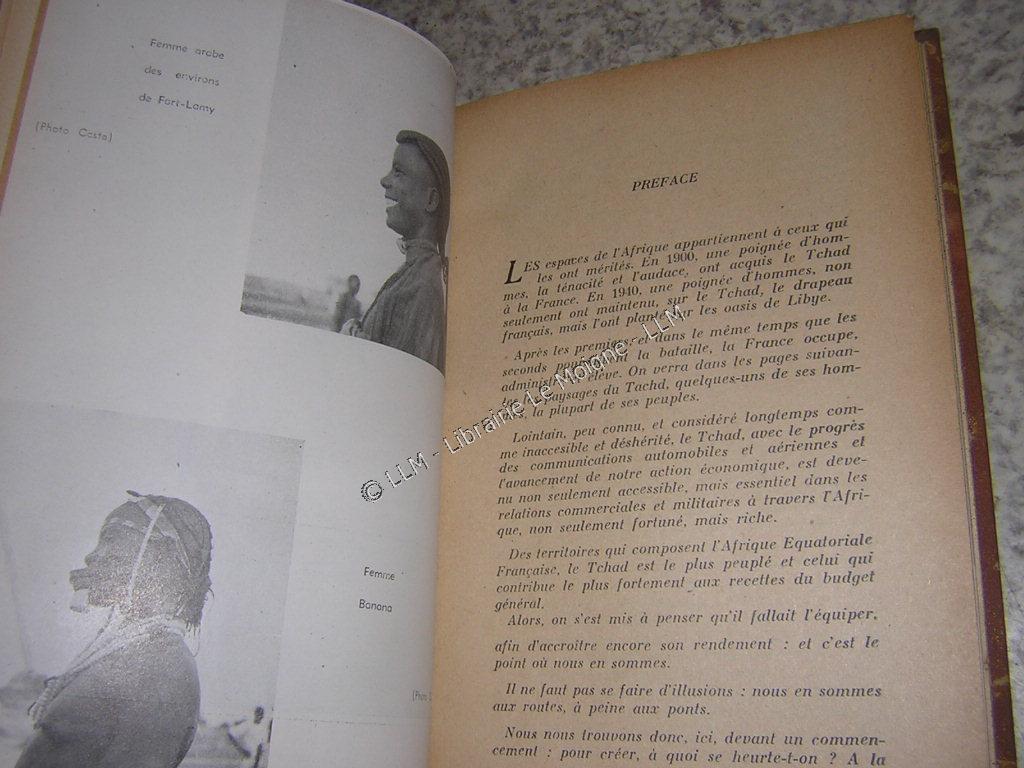 Femme arabe
des environs
de Fort-Lamy
(Photo Costa)
Femme
Banana
(Photo
PREFACE
LES espaces de l'Afrique appartiennent à ceux qui
les ont mérités. En 1900, une poignée d'hom-
mes, la ténacité et l'audace, ont acquis le Tchad
à la France. En 1940, une poignée d'hommes, non
seulement ont maintenu, sur le Tchad, le drapeau
français, mais l'ont planté sur les oasis de Libye.
Après les premiers et dans le même temps que les
seconds la bataille, la France occupe,
élève. On verra dans les pages suivan-
paysages du Tachd, quelques-uns de ses hom-
la plupart de ses peuples.
Lointain, peu connu, et considéré longtemps com-
me inaccesible et déshérité, le Tchad, avec le progrès
des communications automobiles et aériennes et
l'avancement de notre action économique, est deve-
nu non seulement accessible, mais essentiel dans les
relations commerciales et militaires à travers l'Afri-
que, non seulement fortuné, mais riche.
Des territoires qui composent l'Afrique Equatoriale
Française, le Tchad est le plus peuplé et celui qui
contribue le plus fortement aux recettes du budget
général.
Alors, on s'est mis à penser qu'il fallait l'équiper,
afin d'accroître encore son rendement : et c'est le
point où nous en sommes.
Il ne faut pas se faire d'illusions : nous en sommes
aux routes, à peine aux ponts.
Nous nous trouvons donc, ici, devant un commen-
cement : pour créer, à quoi se heurte-t-on ? A la
© LLM - Librairie Le Moigne - LLM